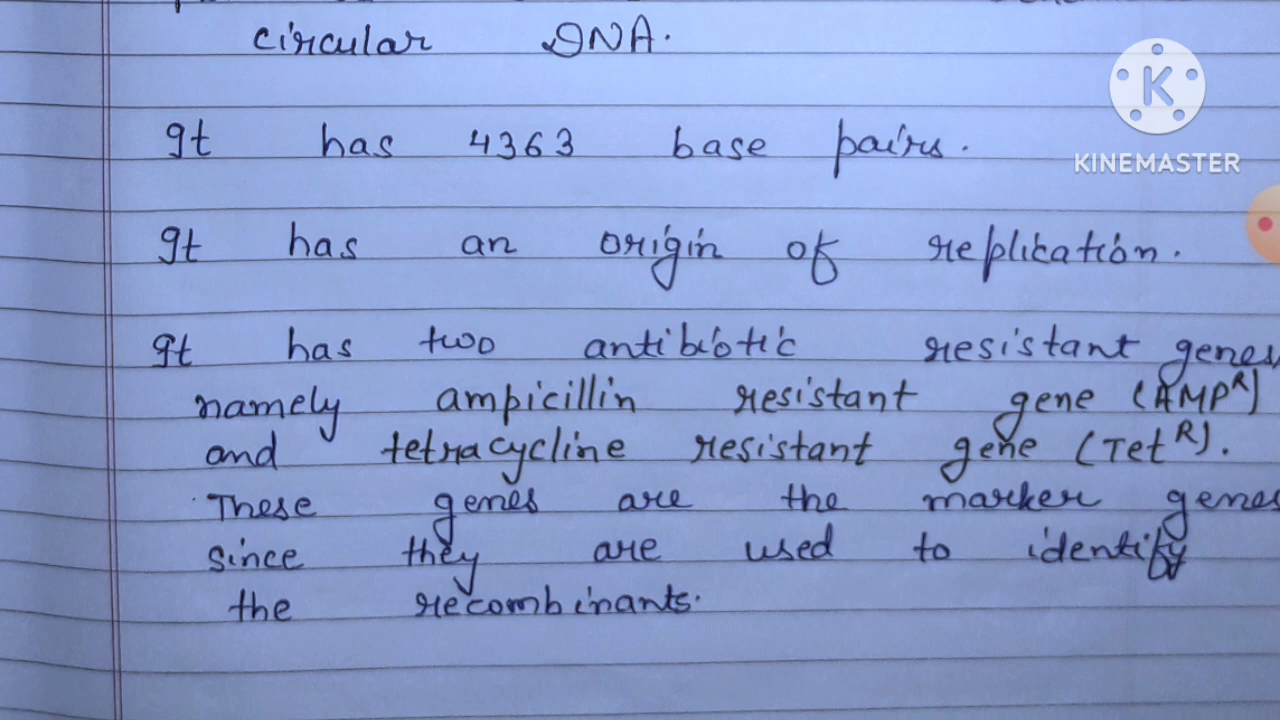 circular DNA.
It has 4363 base pairs.
It has an origin of replication.
It has two antibiotic resistant genes,
namely ampicillin resistant gene (AMPᴿ)
and tetracycline resistant gene (Tetᴿ).
These genes are the marker genes
since they are used to identify
the recombinants.
KINEMASTER